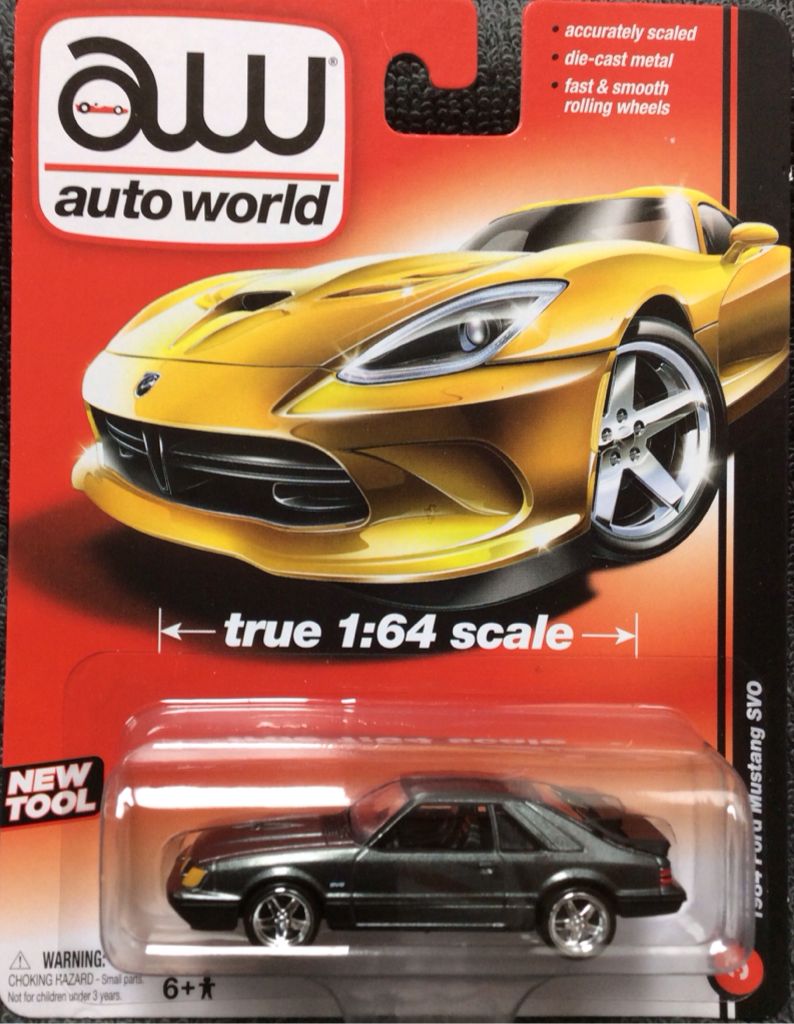 aw®
auto world
• accurately scaled
• die-cast metal
• fast & smooth
rolling wheels
true 1:64 scale
NEW
TOOL
1984 Ford Mustang SVO
WARNING:
CHOKING HAZARD - Small parts.
Not for children under 3 years.
6+